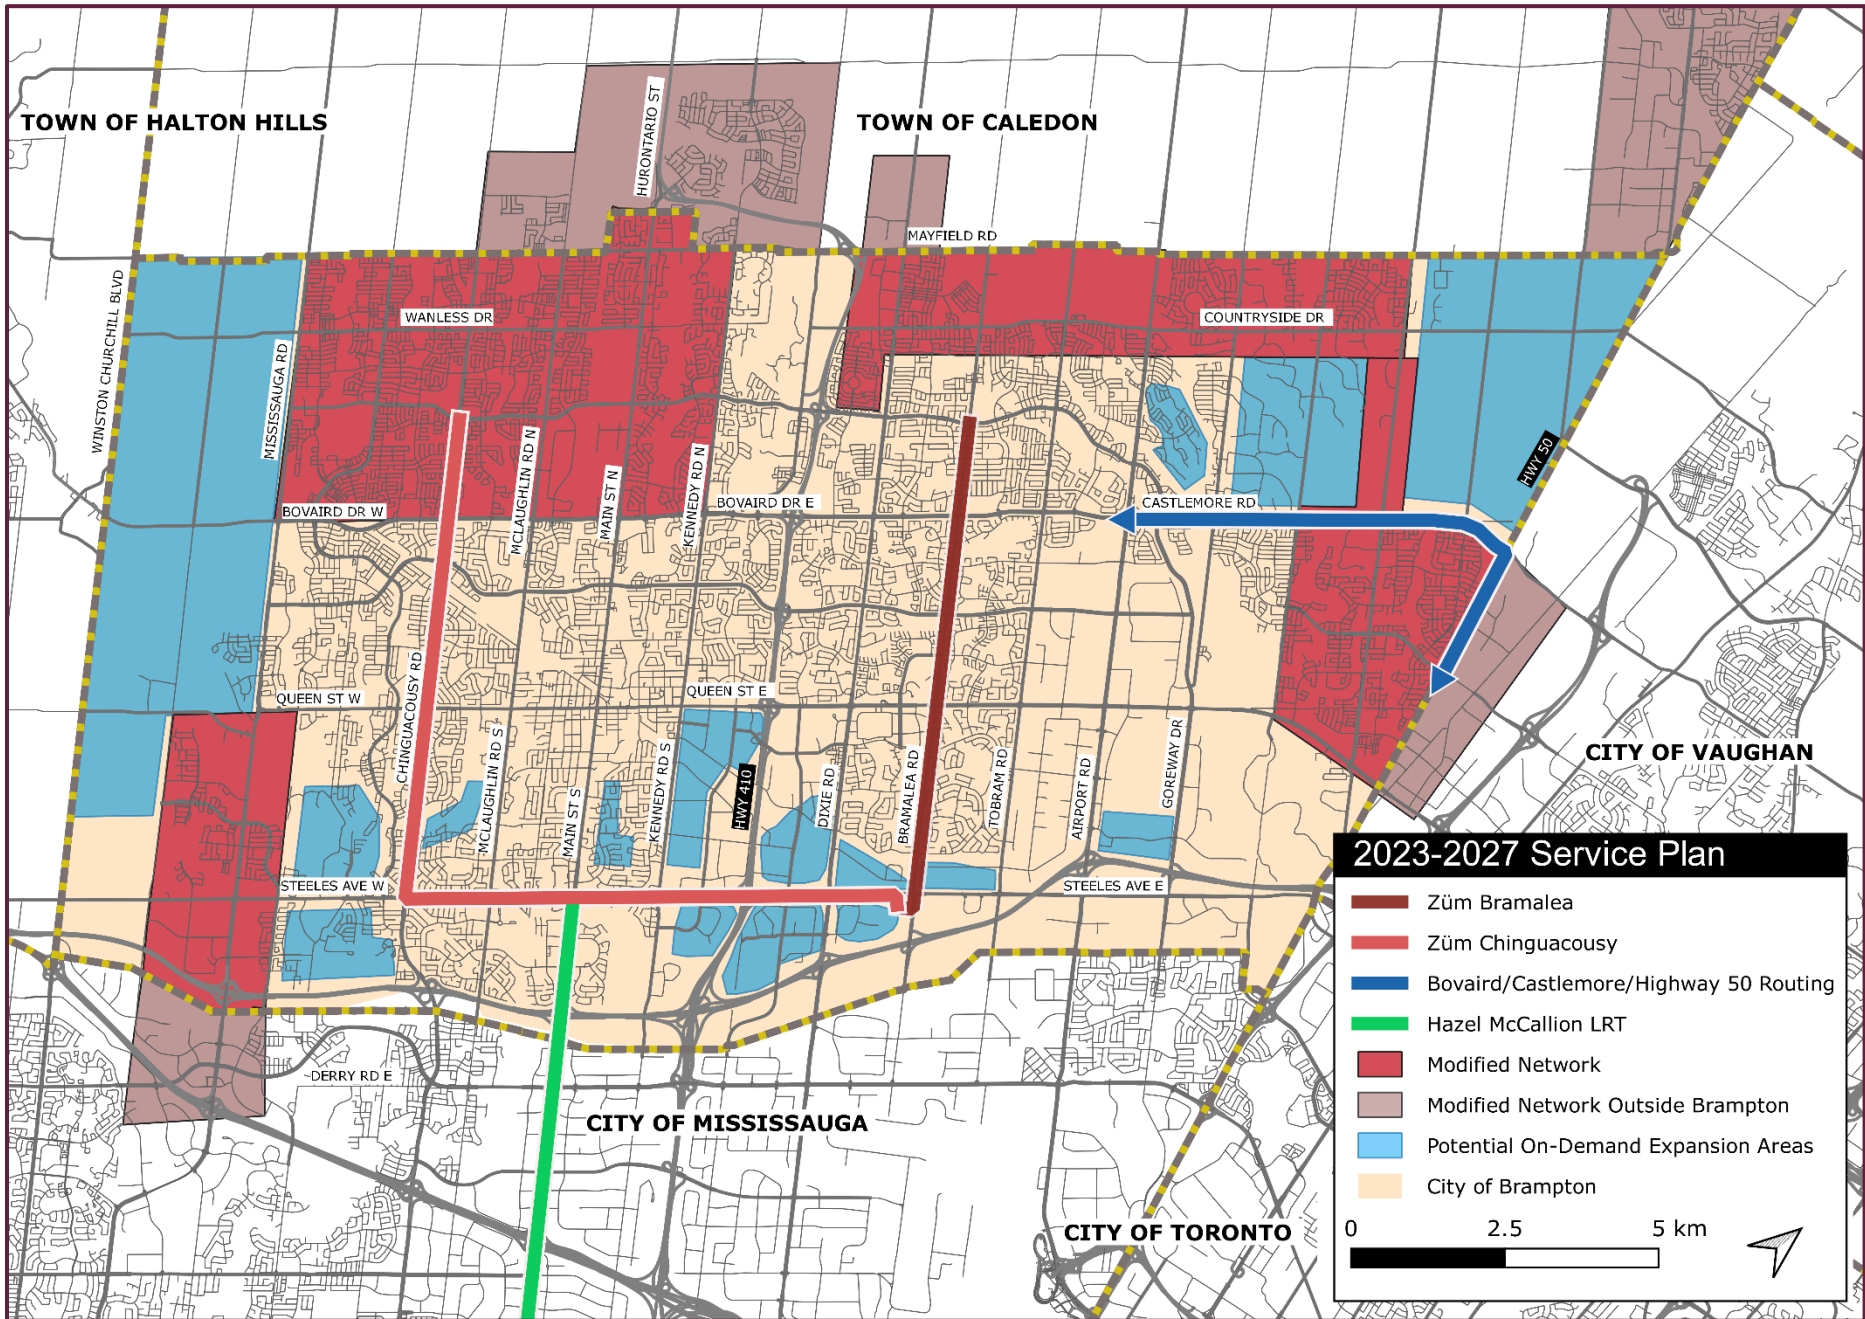 TOWN OF HALTON HILLS
TOWN OF CALEDON
HURONTARIO ST
MAYFIELD RD
WINSTON CHURCHILL BLVD
WANLESS DR
COUNTRYSIDE DR
MISSISSAUGA RD
MCLAUGHLIN RD N
MAIN ST N
KENNEDY RD N
HWY 50
BOVAIRD DR W
BOVAIRD DR E
CASTLEMORE RD
CHINGUACOUSY RD
QUEEN ST W
QUEEN ST E
MCLAUGHLIN RD S
MAIN ST S
KENNEDY RD S
HWY 410
DIXIE RD
BRAMALEA RD
TOBRAM RD
AIRPORT RD
GOREWAY DR
CITY OF VAUGHAN
STEELES AVE W
STEELES AVE E
DERRY RD E
CITY OF MISSISSAUGA
CITY OF TORONTO
2023-2027 Service Plan
Züm Bramalea
Züm Chinguacousy
Bovaird/Castlemore/Highway 50 Routing
Hazel McCallion LRT
Modified Network
Modified Network Outside Brampton
Potential On-Demand Expansion Areas
City of Brampton
0 2.5 5 km